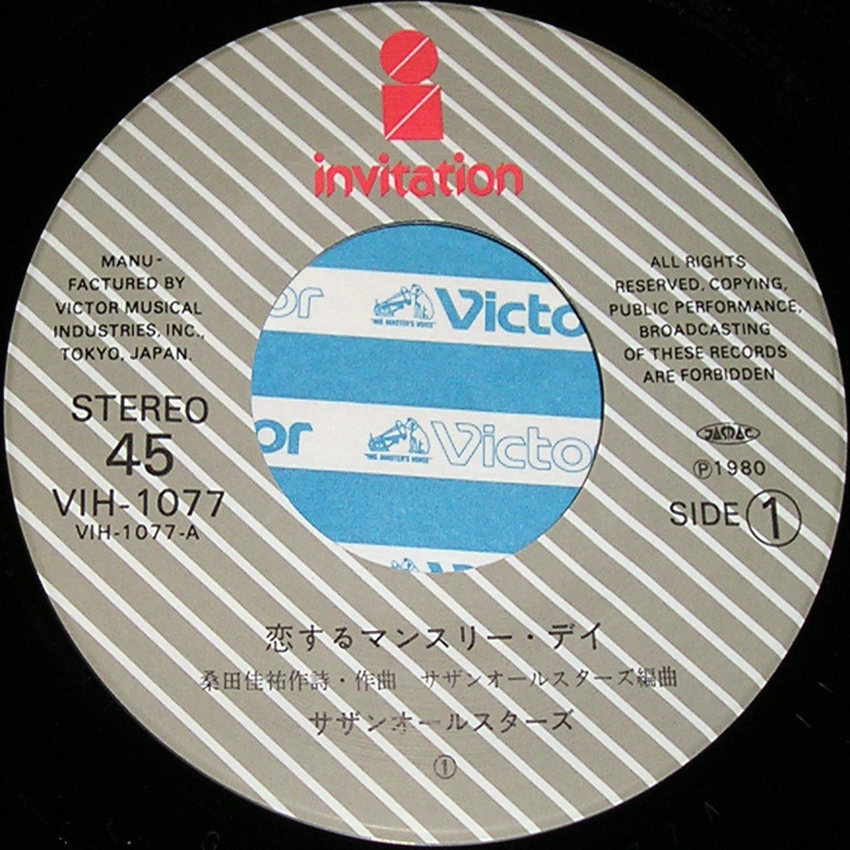 invitation
MANU-
FACTURED BY
VICTOR MUSICAL
INDUSTRIES, INC.,
TOKYO, JAPAN.
ALL RIGHTS
RESERVED, COPYING,
PUBLIC PERFORMANCE,
BROADCASTING
OF THESE RECORDS
ARE FORBIDDEN
or "HIS MASTER'S VOICE" Victo
STEREO
45
VIH-1077
VIH-1077-A
or "HIS MASTER'S VOICE" Victo
JASRAC
Ⓟ1980
SIDE ①
恋するマンスリー・デイ
桑田佳祐作詩・作曲 サザンオールスターズ編曲
サザンオールスターズ
①